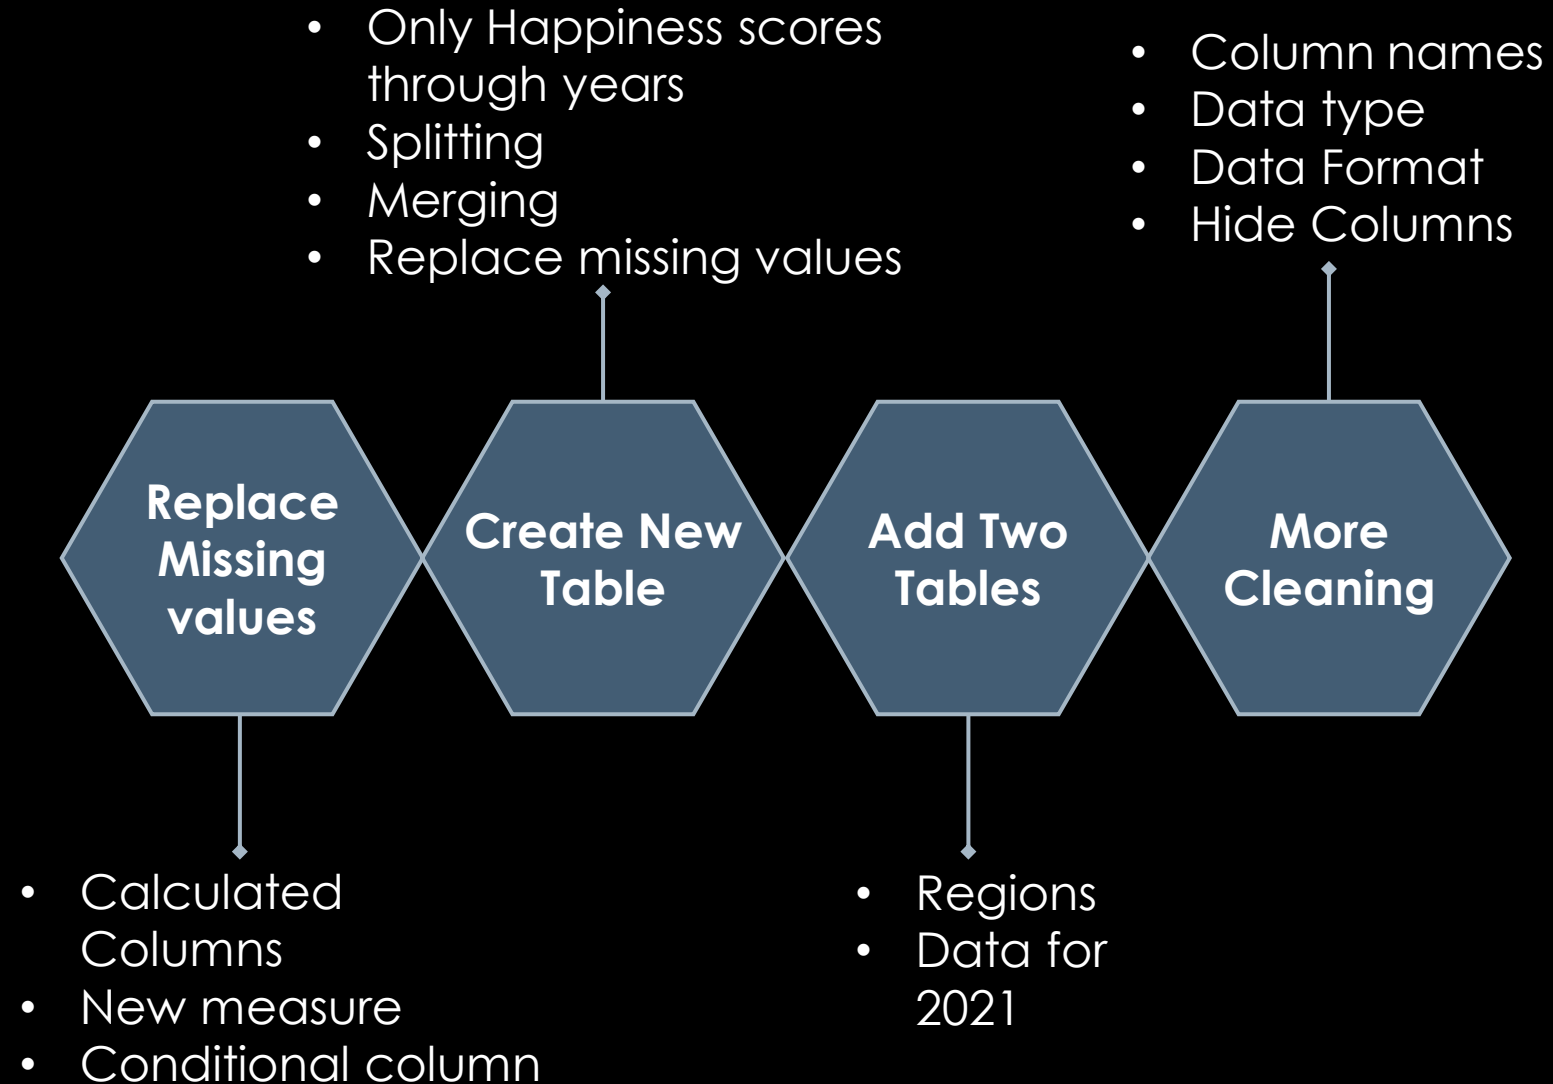 • Only Happiness scores
through years
• Splitting
• Merging
• Replace missing values
• Column names
• Data type
• Data Format
• Hide Columns
Replace
Missing
values
Create New
Table
Add Two
Tables
More
Cleaning
• Calculated
Columns
• New measure
• Conditional column
• Regions
• Data for
2021